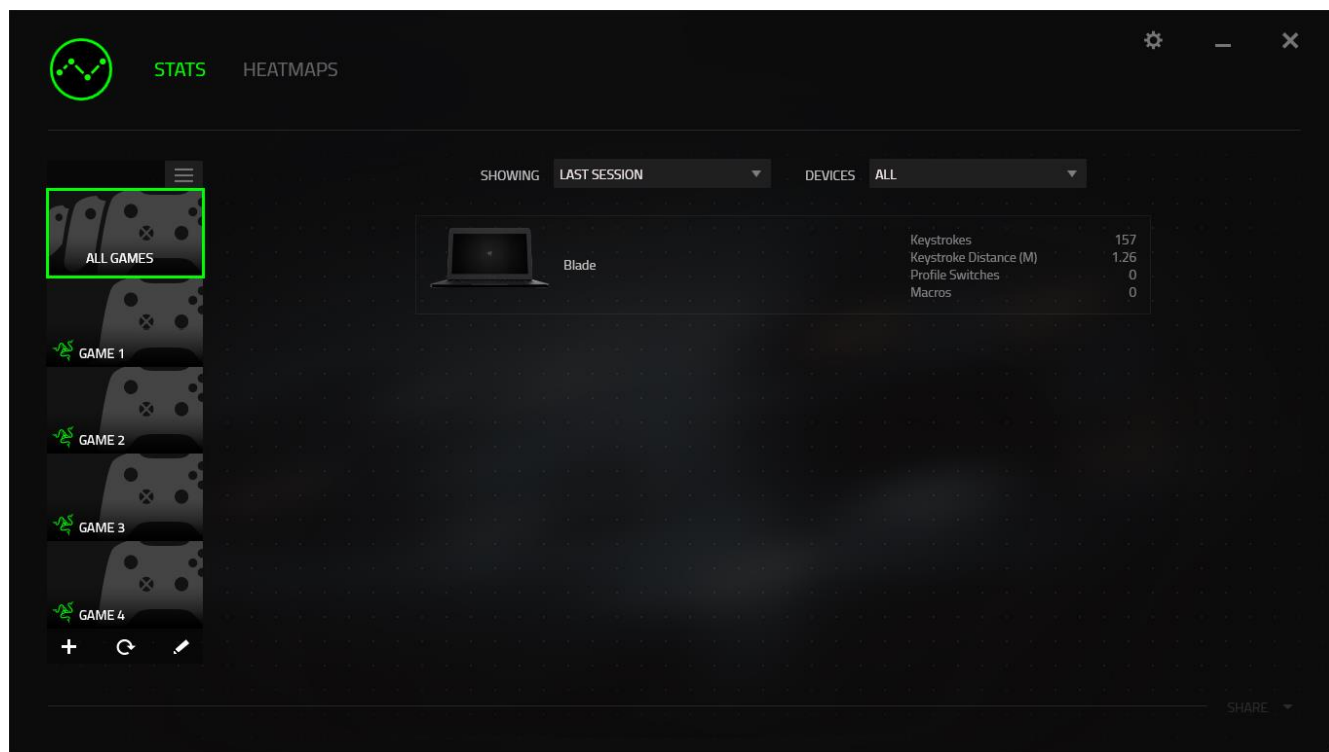 STATS HEATMAPS
SHOWING LAST SESSION DEVICES ALL
ALL GAMES
GAME 1
GAME 2
GAME 3
GAME 4
Blade
Keystrokes 157
Keystroke Distance (M) 1.26
Profile Switches 0
Macros 0
SHARE